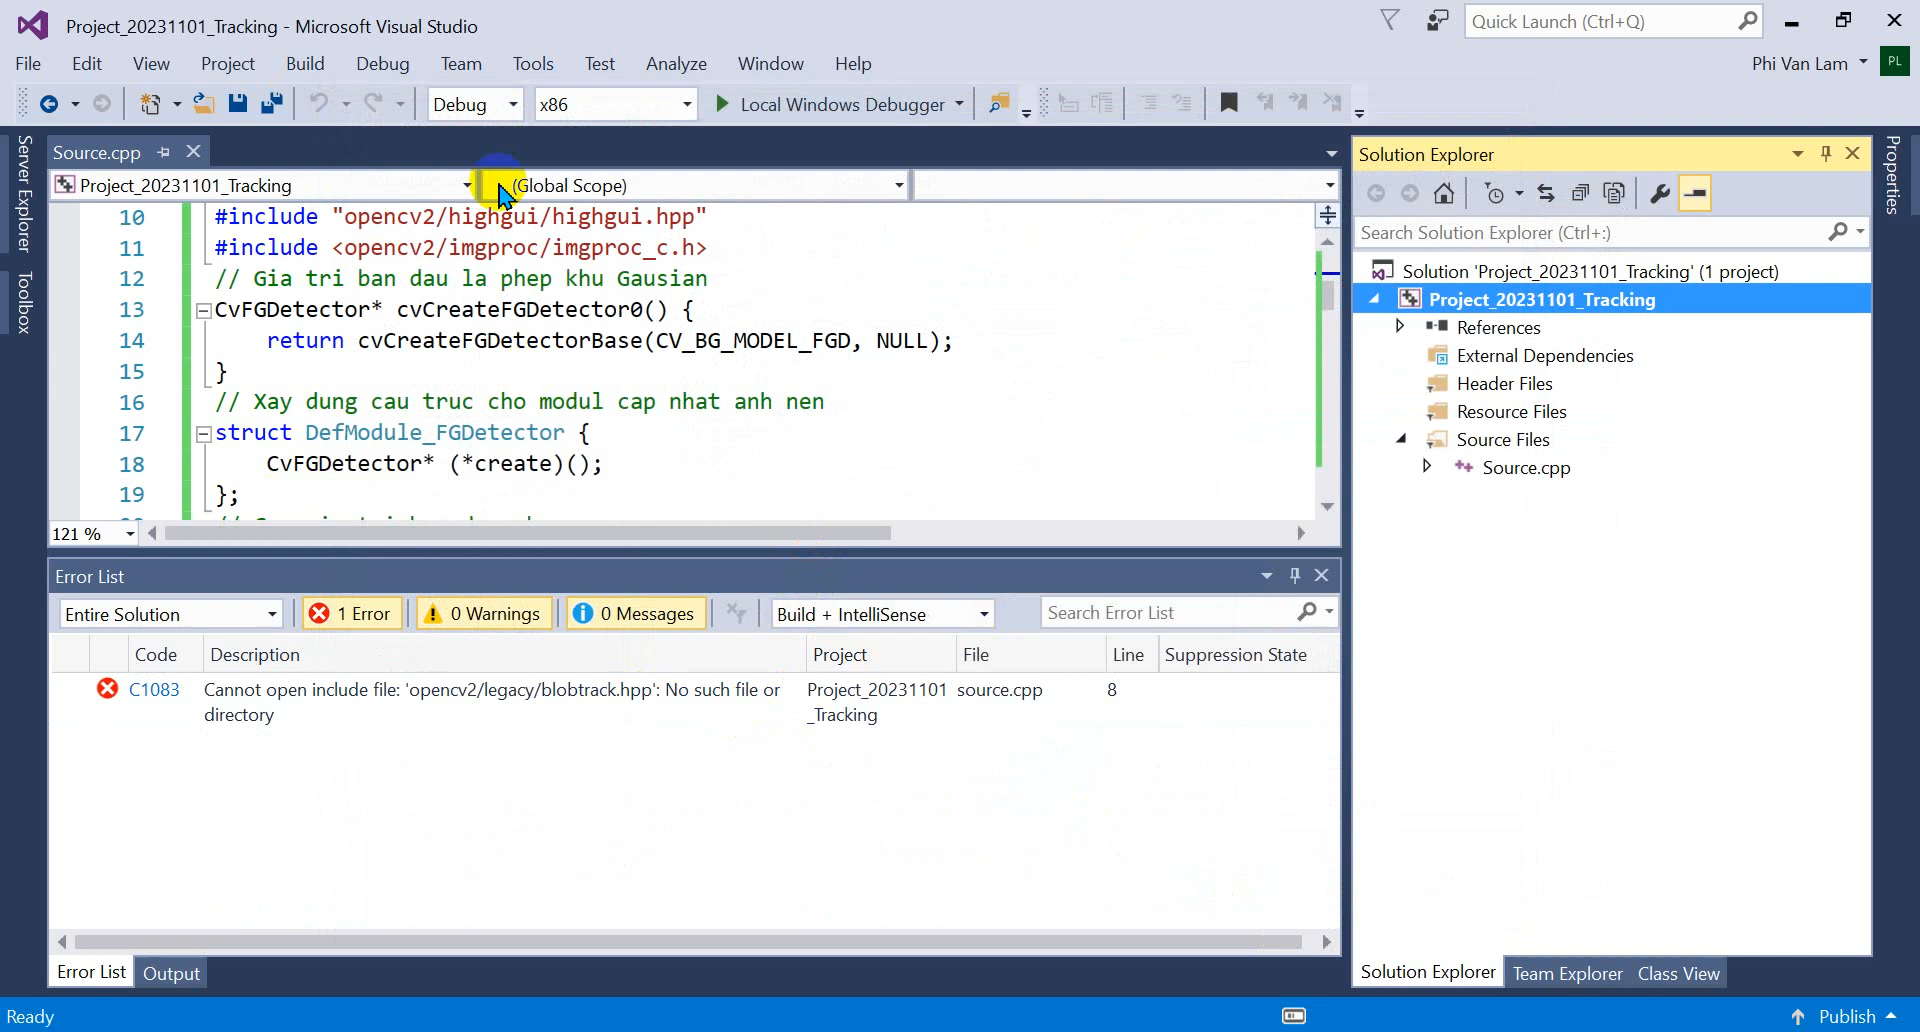 Project_20231101_Tracking - Microsoft Visual Studio
Quick Launch (Ctrl+Q)
File Edit View Project Build Debug Team Tools Test Analyze Window Help
Phi Van Lam PL
Debug x86 Local Windows Debugger
Server Explorer
Toolbox
Source.cpp
Project_20231101_Tracking (Global Scope)
10 #include "opencv2/highgui/highgui.hpp"
11 #include <opencv2/imgproc/imgproc_c.h>
12 // Gia tri ban dau la phep khu Gausian
13 CvFGDetector* cvCreateFGDetector0() {
14 return cvCreateFGDetectorBase(CV_BG_MODEL_FGD, NULL);
15 }
16 // Xay dung cau truc cho modul cap nhat anh nen
17 struct DefModule_FGDetector {
18 CvFGDetector* (*create)();
19 };
121 %
Error List
Entire Solution 1 Error 0 Warnings 0 Messages Build + IntelliSense Search Error List
Code Description Project File Line Suppression State
C1083 Cannot open include file: 'opencv2/legacy/blobtrack.hpp': No such file or directory Project_20231101_Tracking source.cpp 8
Error List Output
Solution Explorer
Search Solution Explorer (Ctrl+:)
Solution 'Project_20231101_Tracking' (1 project)
Project_20231101_Tracking
References
External Dependencies
Header Files
Resource Files
Source Files
Source.cpp
Solution Explorer Team Explorer Class View
Properties
Ready
Publish